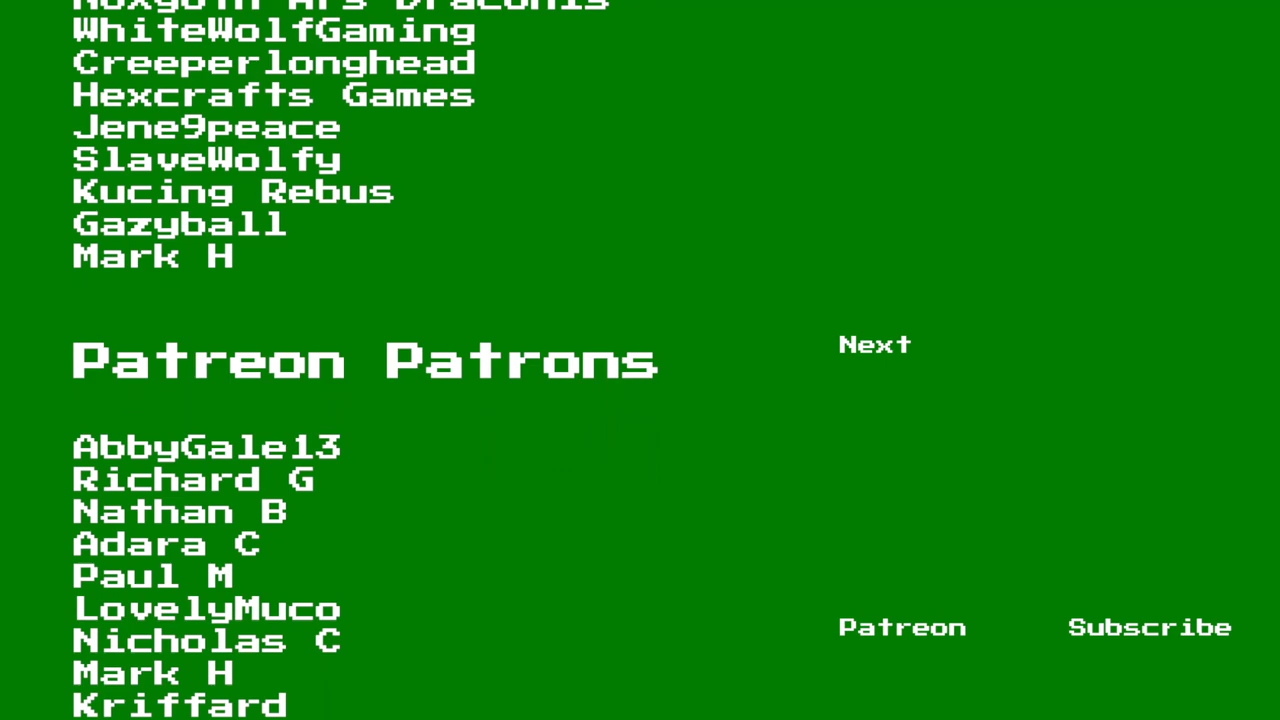 WhiteWolfGaming
Creeperlonghead
Hexcrafts Games
Jene9peace
SlaveWolfy
Kucing Rebus
Gazyball
Mark H
Patreon Patrons
AbbyGale13
Richard G
Nathan B
Adara C
Paul M
LovelyMuco
Nicholas C
Mark H
Kriffard
Next
Patreon
Subscribe